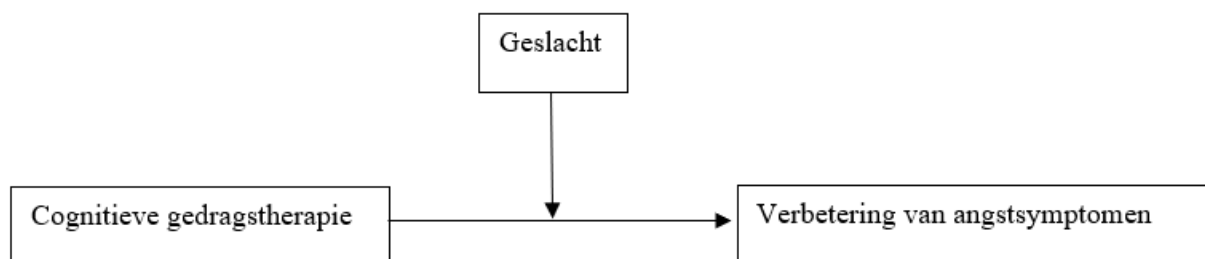 Geslacht
Cognitieve gedragstherapie
Verbetering van angstsymptomen